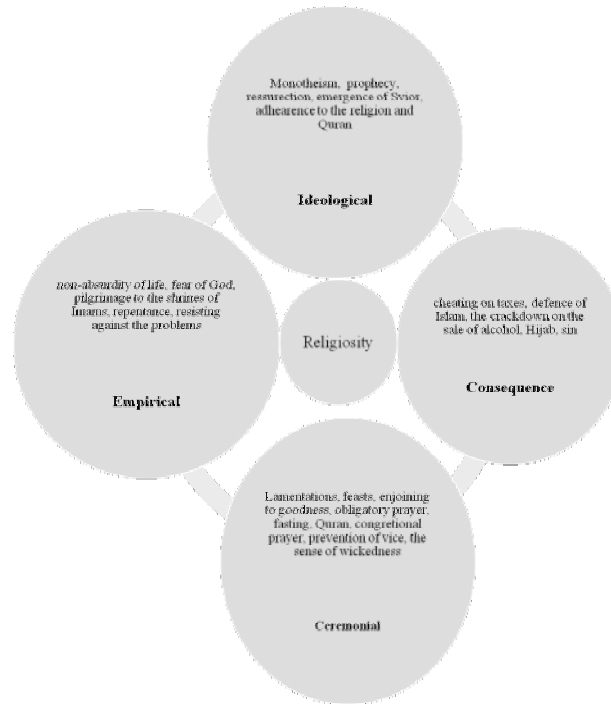 Monotheism, prophecy,
ressurection, emergence of Svior,
adhearence to the religion and
Quran
Ideological
non-absurdity of life, fear of God,
pilgrimage to the shrines of
Imams, repentance, resisting
against the problems
Empirical
Religiosity
cheating on taxes, defence of
Islam, the crackdown on the
sale of alcohol, Hijab, sin
Consequence
Lamentations, feasts, enjoining
to goodness, obligatory prayer,
fasting, Quran, congretional
prayer, prevention of vice, the
sense of wickedness
Ceremonial